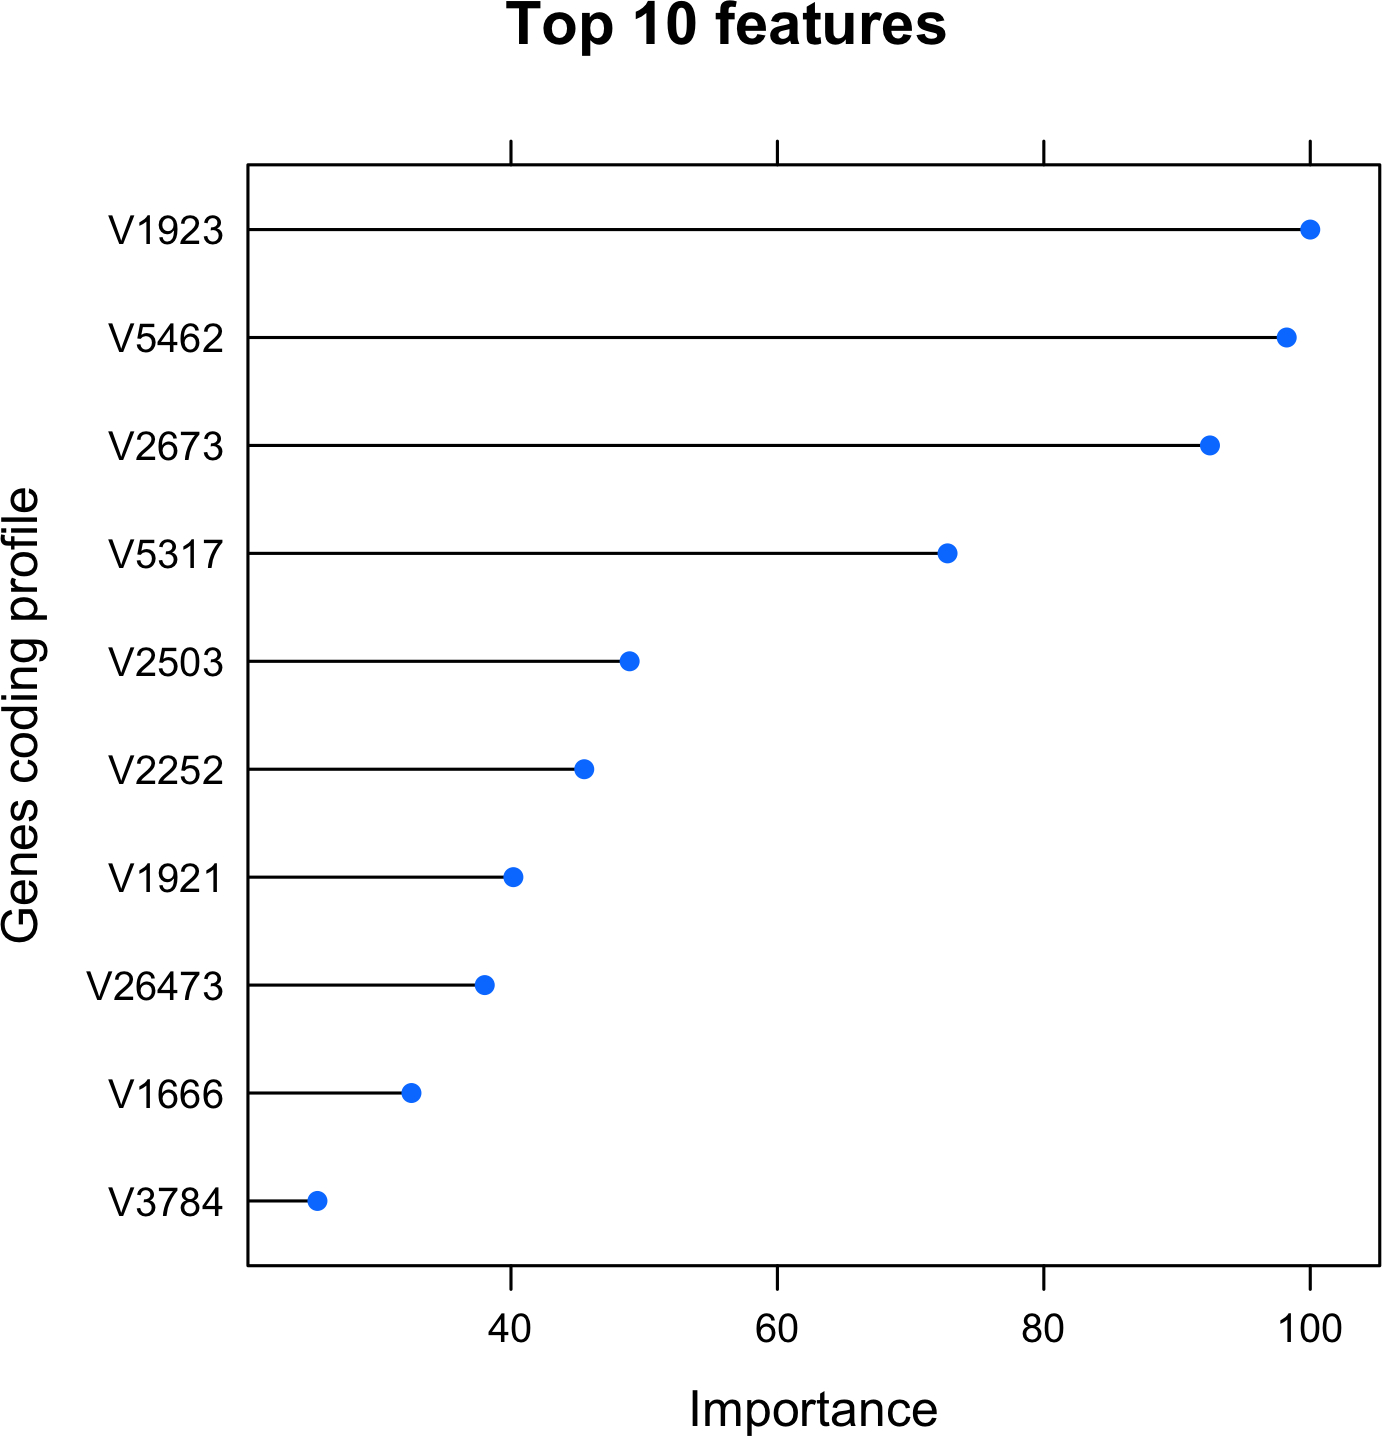 Top 10 features
V1923
V5462
V2673
V5317
V2503
V2252
V1921
V26473
V1666
V3784
Genes coding profile
40 60 80 100
Importance